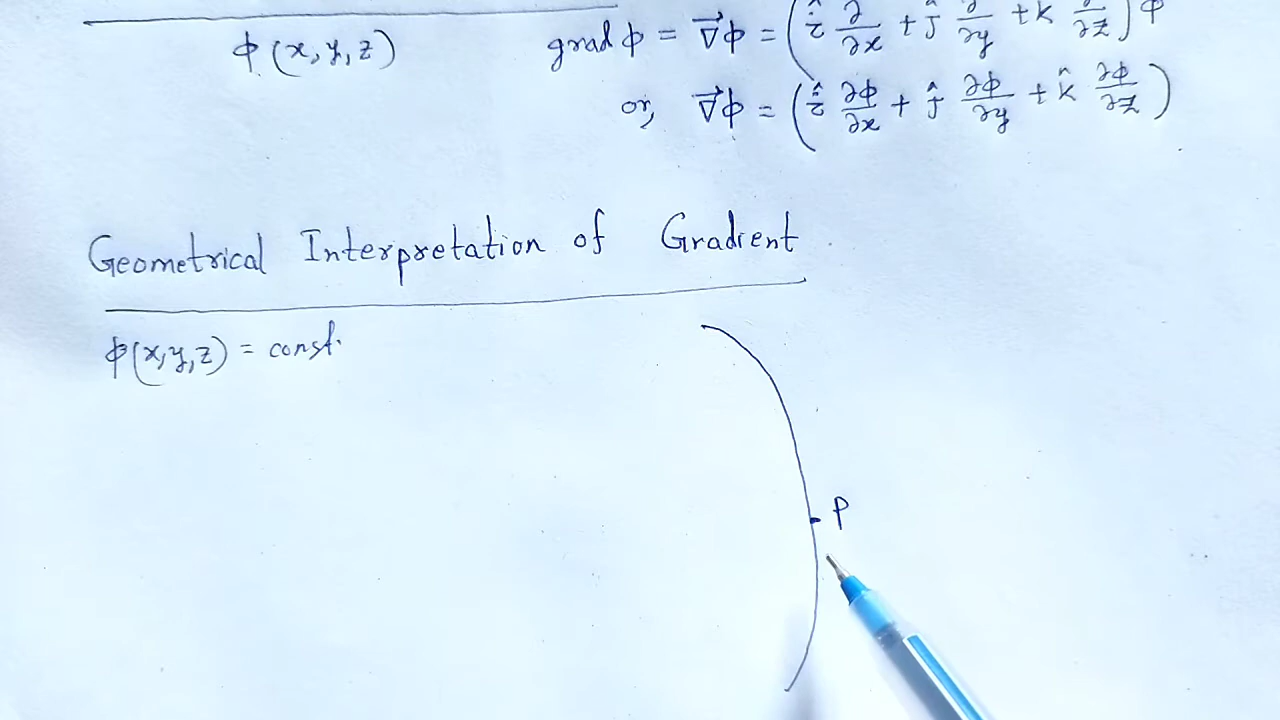 ϕ(x,y,z) grad ϕ = ∇⃗ϕ = (î ∂/∂x + ĵ ∂/∂y + k̂ ∂/∂z) ϕ
or, ∇⃗ϕ = (î ∂ϕ/∂x + ĵ ∂ϕ/∂y + k̂ ∂ϕ/∂z)
Geometrical Interpretation of Gradient
ϕ(x,y,z) = const.
P